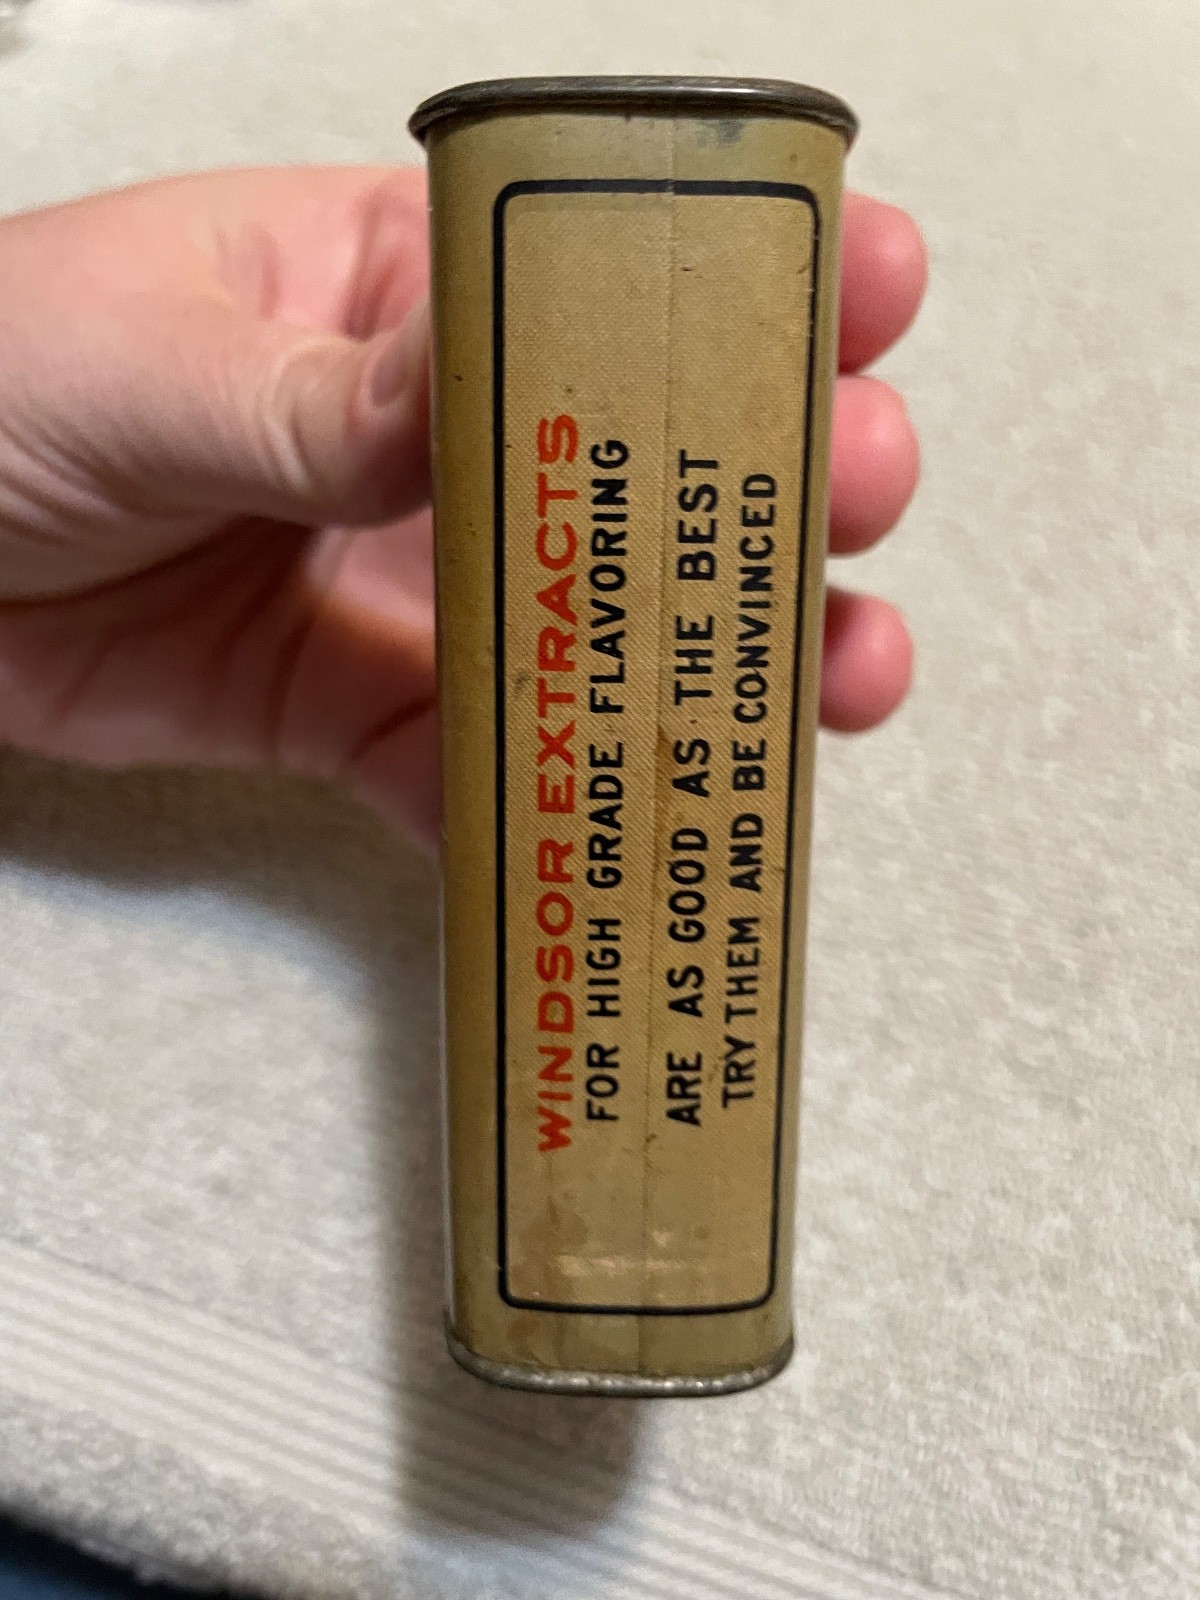 WINDSOR EXTRACTS
FOR HIGH GRADE FLAVORING
ARE AS GOOD AS THE BEST
TRY THEM AND BE CONVINCED